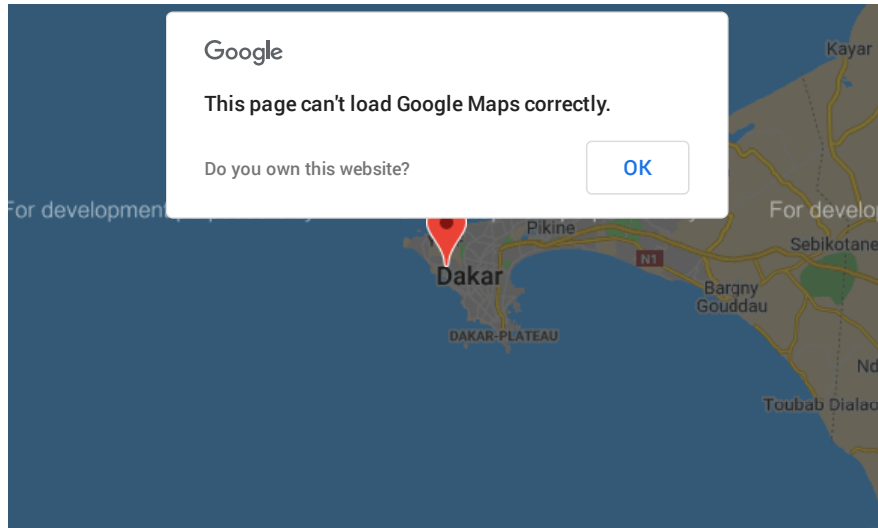 Google
This page can't load Google Maps correctly.
Do you own this website?
OK
Kayar
For development
For develo
Pikine
N1
Sebikotane
Dakar
Bargny
Gouddau
DAKAR-PLATEAU
Nd
Toubab Dialao